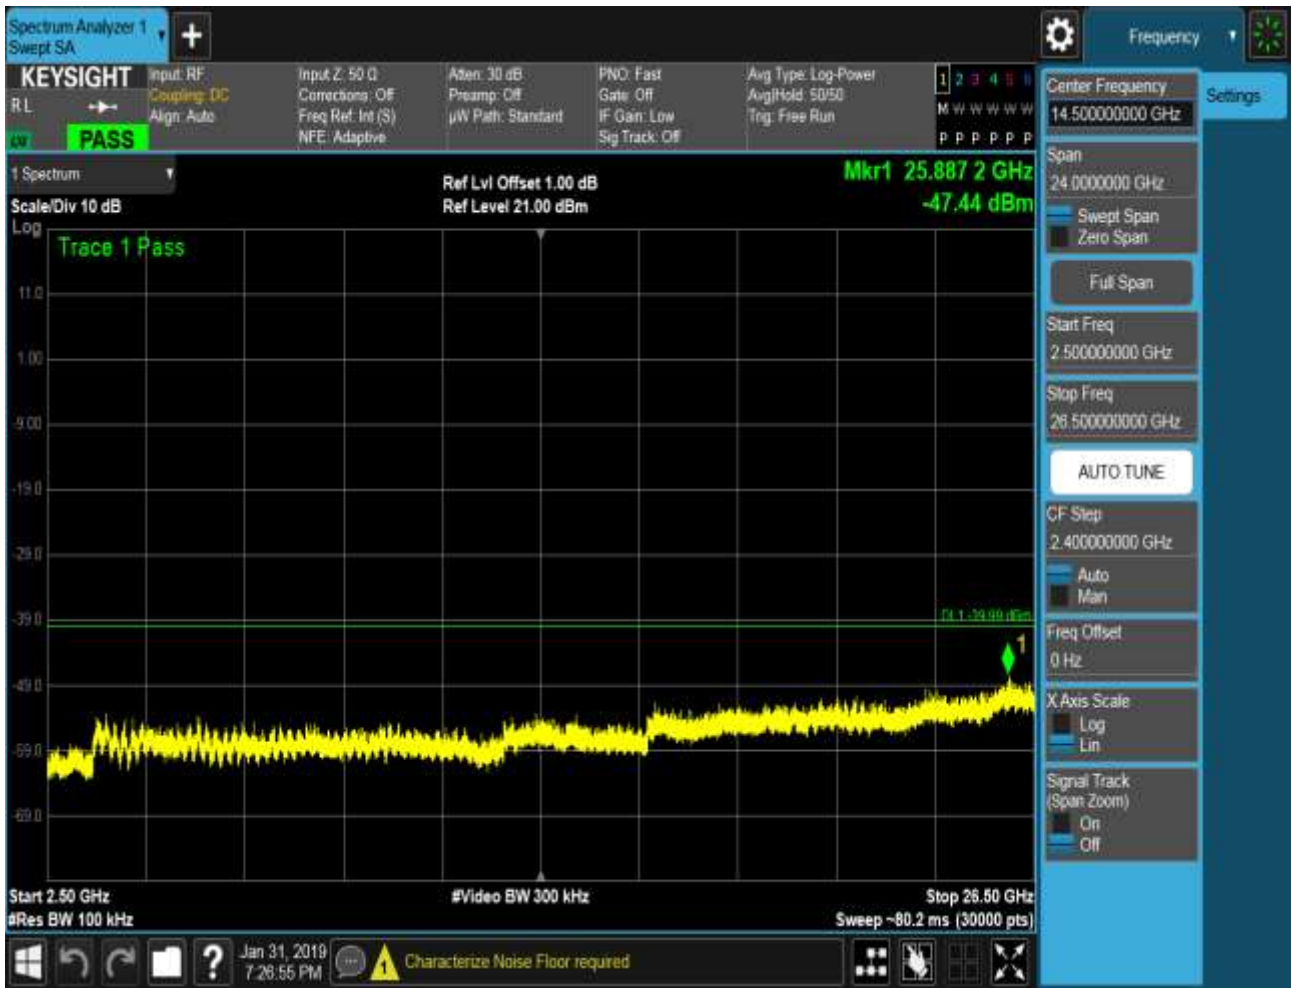 Spectrum Analyzer 1
Swept SA
Frequency
KEYSIGHT
R L
PASS
Input: RF
Coupling: DC
Align: Auto
Input Z: 50 Ω
Corrections: Off
Freq Ref: Int (S)
NFE: Adaptive
Atten: 30 dB
Preamp: Off
µW Path: Standard
PNO: Fast
Gate: Off
IF Gain: Low
Sig Track: Off
Avg Type: Log-Power
Avg|Hold: 50/50
Trig: Free Run
1 2 3 4 5 6
M W W W W W
P P P P P P
1 Spectrum
Scale/Div 10 dB
Log
Ref Lvl Offset 1.00 dB
Ref Level 21.00 dBm
Mkr1 25.887 2 GHz
-47.44 dBm
Trace 1 Pass
11.0
1.00
-9.00
-19.0
-29.0
-39.0
-49.0
-59.0
-69.0
DL1 -39.99 dBm
1
Start 2.50 GHz
#Res BW 100 kHz
#Video BW 300 kHz
Stop 26.50 GHz
Sweep ~80.2 ms (30000 pts)
Jan 31, 2019
7:26:55 PM
Characterize Noise Floor required
Center Frequency
14.500000000 GHz
Settings
Span
24.0000000 GHz
Swept Span
Zero Span
Full Span
Start Freq
2.500000000 GHz
Stop Freq
26.500000000 GHz
AUTO TUNE
CF Step
2.400000000 GHz
Auto
Man
Freq Offset
0 Hz
X Axis Scale
Log
Lin
Signal Track
(Span Zoom)
On
Off